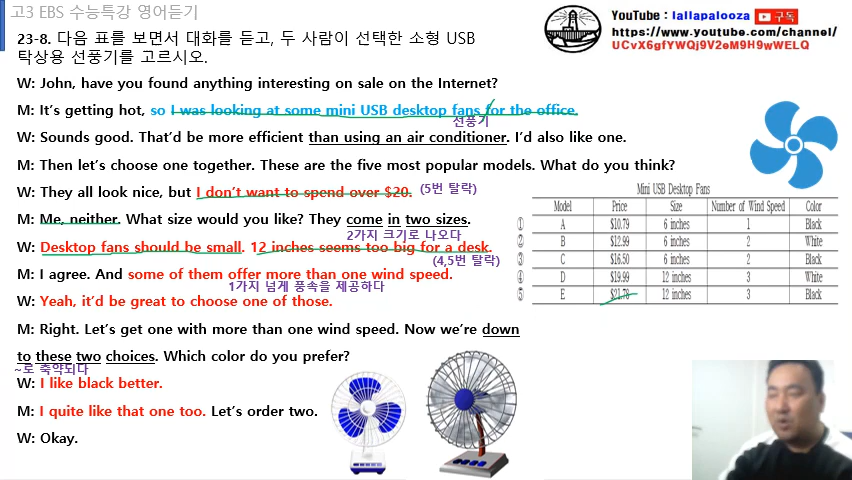 고3 EBS 수능특강 영어듣기
YouTube : lallapalooza 구독
https://www.youtube.com/channel/
UCvX6gfYWQj9V2eM9H9wWELQ
23-8. 다음 표를 보면서 대화를 듣고, 두 사람이 선택한 소형 USB
탁상용 선풍기를 고르시오.
W: John, have you found anything interesting on sale on the Internet?
M: It's getting hot, so I was looking at some mini USB desktop fans for the office.
선풍기
W: Sounds good. That'd be more efficient than using an air conditioner. I'd also like one.
M: Then let's choose one together. These are the five most popular models. What do you think?
W: They all look nice, but I don't want to spend over $20. (5번 탈락)
M: Me, neither. What size would you like? They come in two sizes.
2가지 크기로 나오다
W: Desktop fans should be small. 12 inches seems too big for a desk.
(4,5번 탈락)
M: I agree. And some of them offer more than one wind speed.
1가지 넘게 풍속을 제공하다
W: Yeah, it'd be great to choose one of those.
M: Right. Let's get one with more than one wind speed. Now we're down
to these two choices. Which color do you prefer?
~로 축약되다
W: I like black better.
M: I quite like that one too. Let's order two.
W: Okay.
Mini USB Desktop Fans
Model Price Size Number of Wind Speed Color
① A $10.79 6 inches 1 Black
② B $12.99 6 inches 2 White
③ C $16.50 6 inches 2 Black
④ D $19.99 12 inches 3 White
⑤ E $21.78 12 inches 3 Black